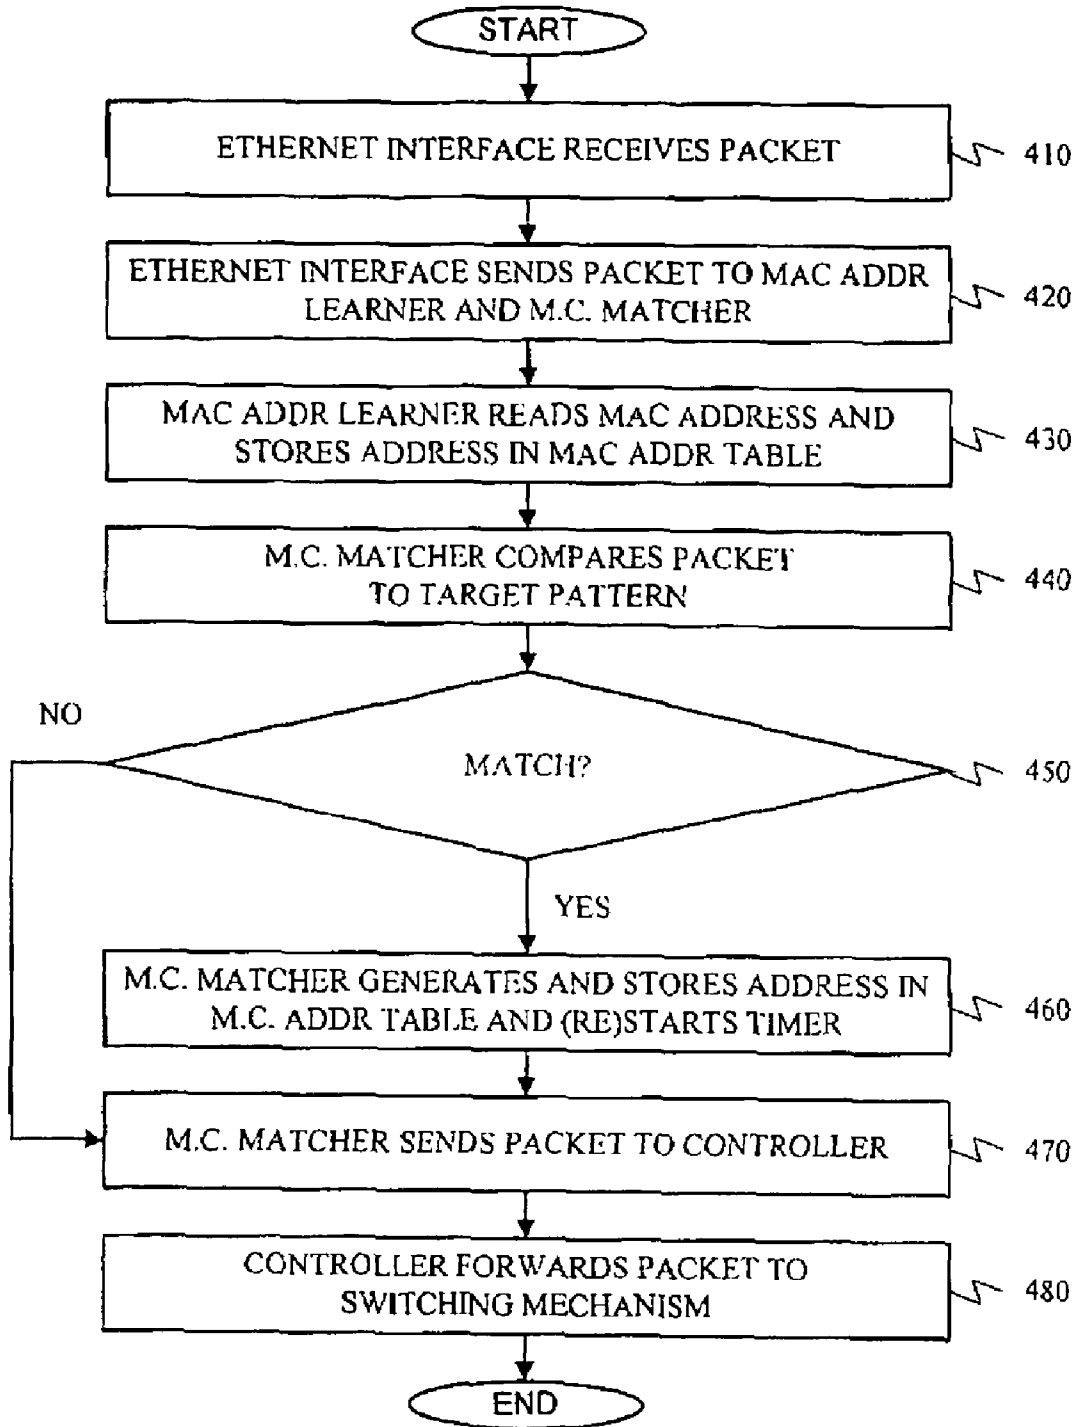 START
ETHERNET INTERFACE RECEIVES PACKET
410
ETHERNET INTERFACE SENDS PACKET TO MAC ADDR
LEARNER AND M.C. MATCHER
420
MAC ADDR LEARNER READS MAC ADDRESS AND
STORES ADDRESS IN MAC ADDR TABLE
430
M.C. MATCHER COMPARES PACKET
TO TARGET PATTERN
440
NO
MATCH?
450
YES
M.C. MATCHER GENERATES AND STORES ADDRESS IN
M.C. ADDR TABLE AND (RE)STARTS TIMER
460
M.C. MATCHER SENDS PACKET TO CONTROLLER
470
CONTROLLER FORWARDS PACKET TO
SWITCHING MECHANISM
480
END